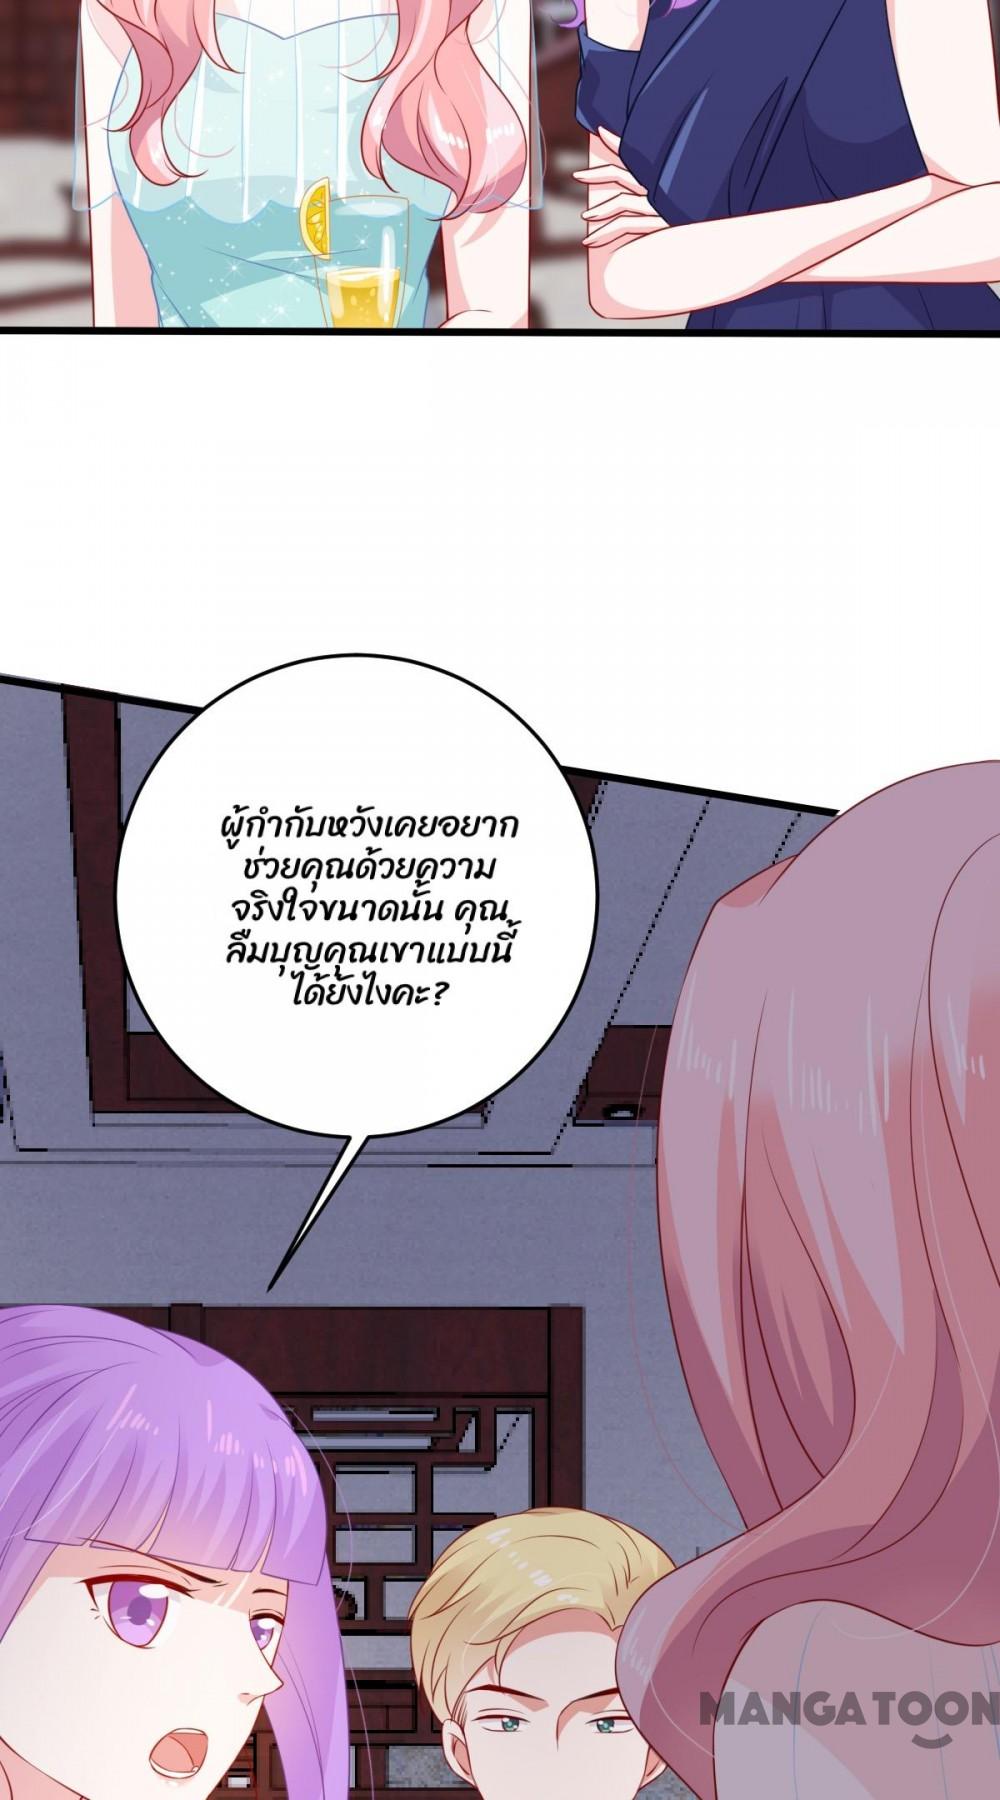 ผู้กำกับหวังเคยอยาก
ช่วยคุณด้วยความ
จริงใจขนาดนั้น คุณ
ลืมบุญคุณเขาแบบนี้
ได้ยังไงคะ?
MANGATOON